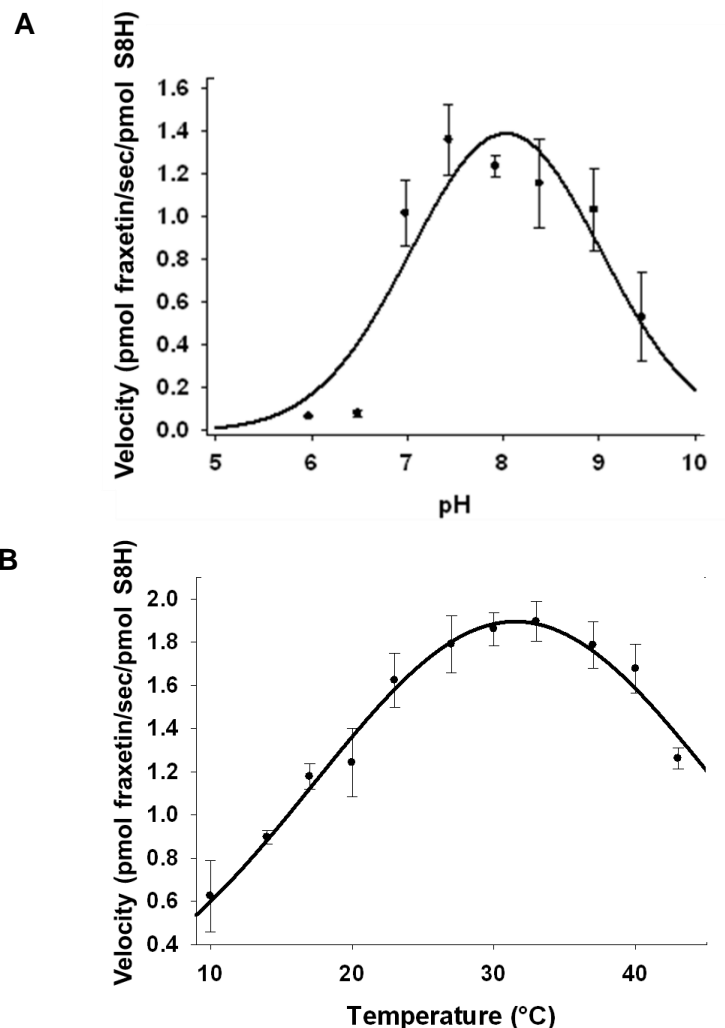 A
Velocity (pmol fraxetin/sec/pmol S8H)
1.6
1.4
1.2
1.0
0.8
0.6
0.4
0.2
0.0
5 6 7 8 9 10
pH
B
Velocity (pmol fraxetin/sec/pmol S8H)
2.0
1.8
1.6
1.4
1.2
1.0
0.8
0.6
0.4
10 20 30 40
Temperature (°C)